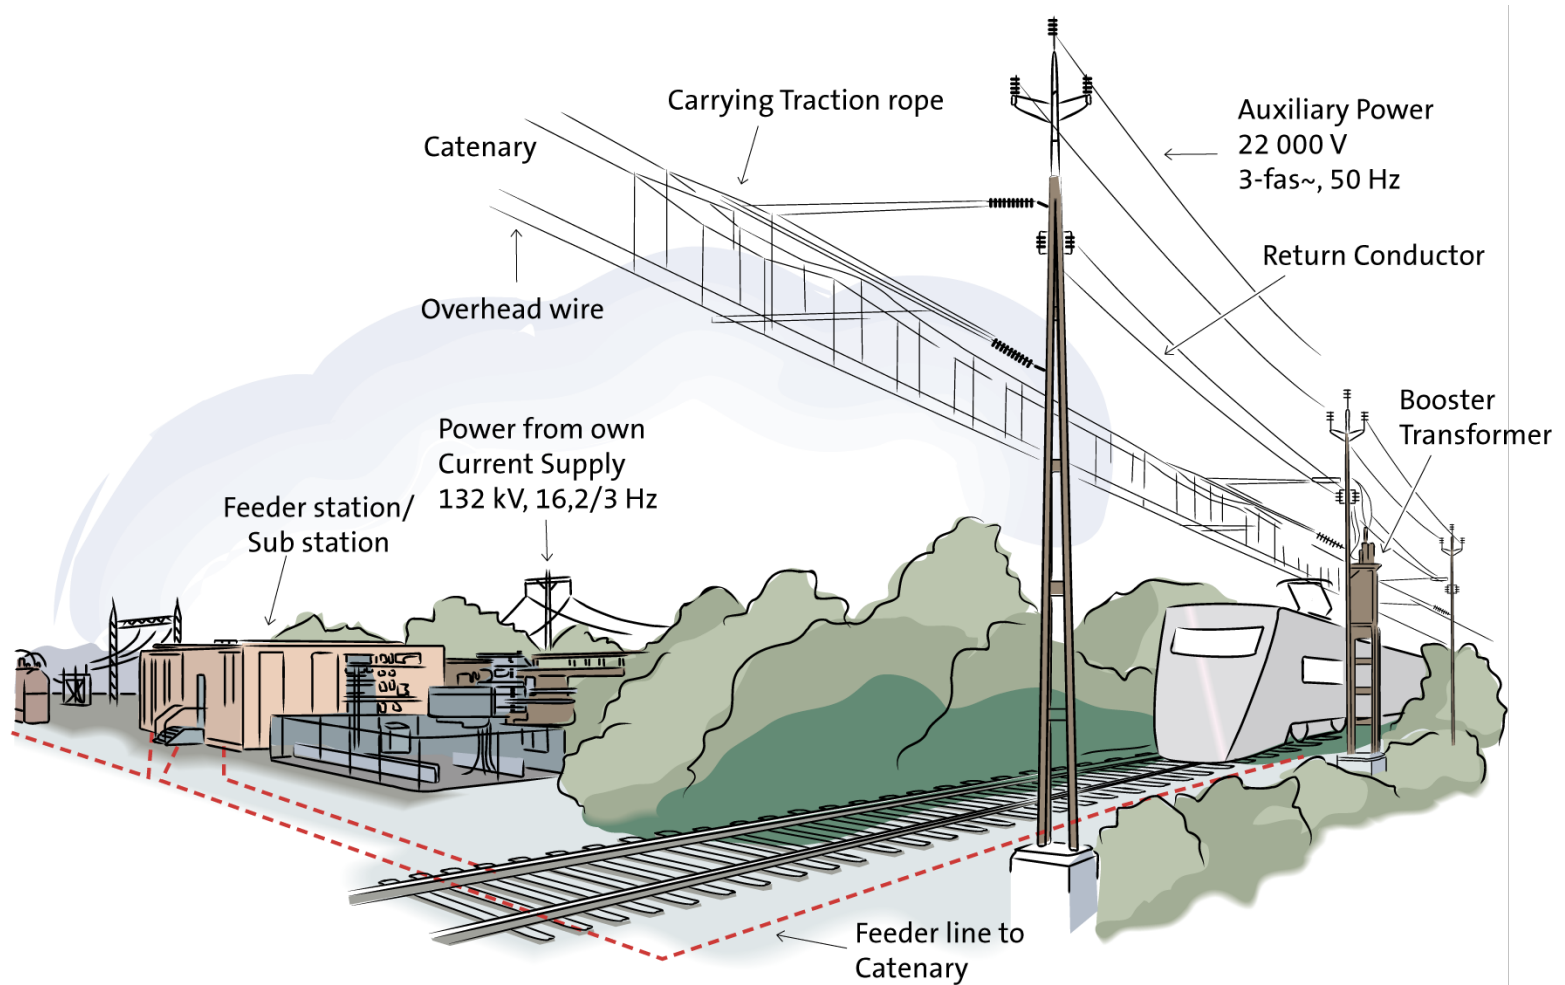 Carrying Traction rope
Catenary
Auxiliary Power
22 000 V
3-fas~, 50 Hz
Return Conductor
Overhead wire
Booster
Transformer
Power from own
Current Supply
132 kV, 16,2/3 Hz
Feeder station/
Sub station
Feeder line to
Catenary